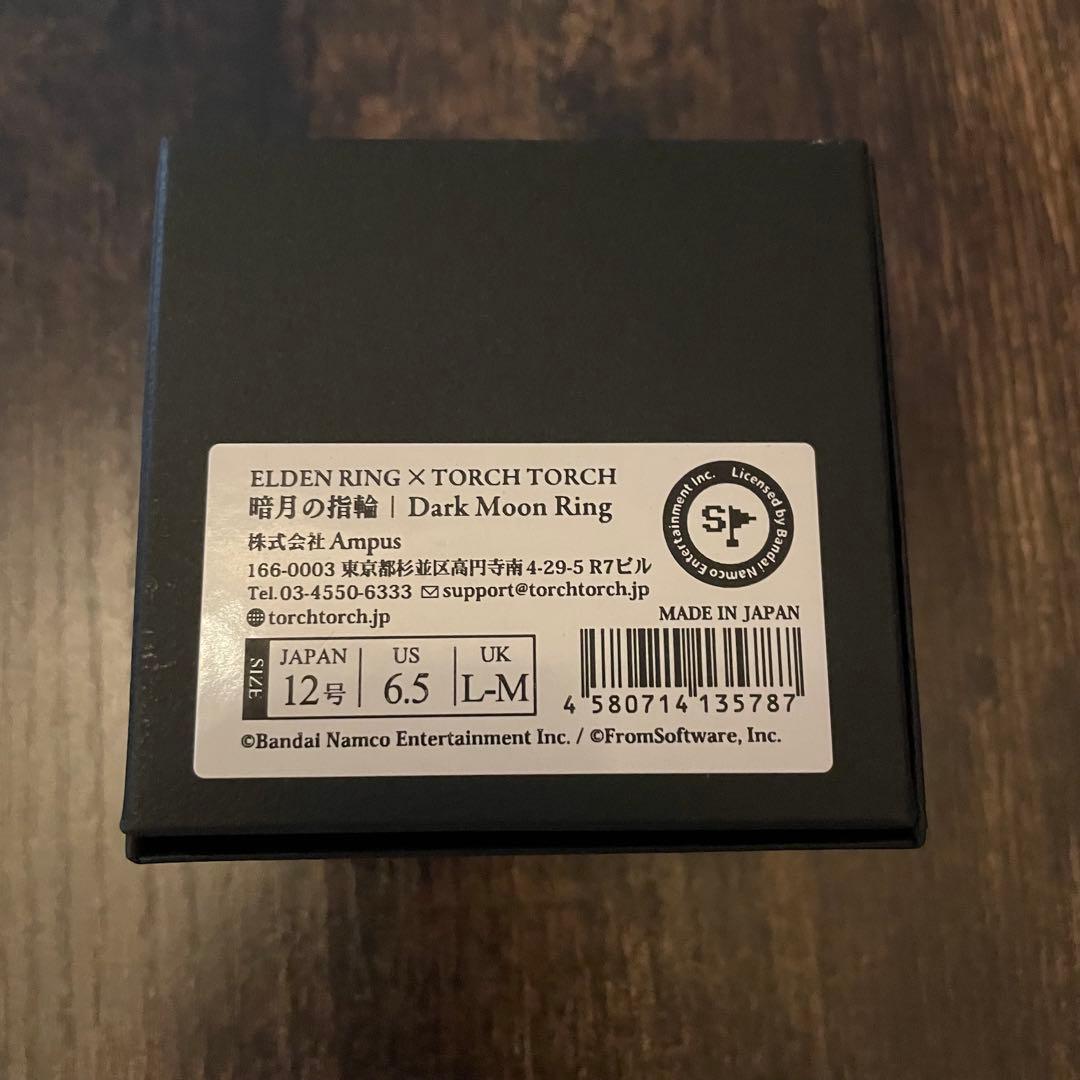 ELDEN RING × TORCH TORCH
暗月の指輪 | Dark Moon Ring
株式会社 Ampus
166-0003 東京都杉並区高円寺南 4-29-5 R7ビル
Tel. 03-4550-6333 support@torchtorch.jp
torchtorch.jp
Licensed by Bandai Namco Entertainment Inc.
SP
MADE IN JAPAN
SIZE
JAPAN US UK
12号 6.5 L-M
4 580714 135787
©Bandai Namco Entertainment Inc. / ©FromSoftware, Inc.